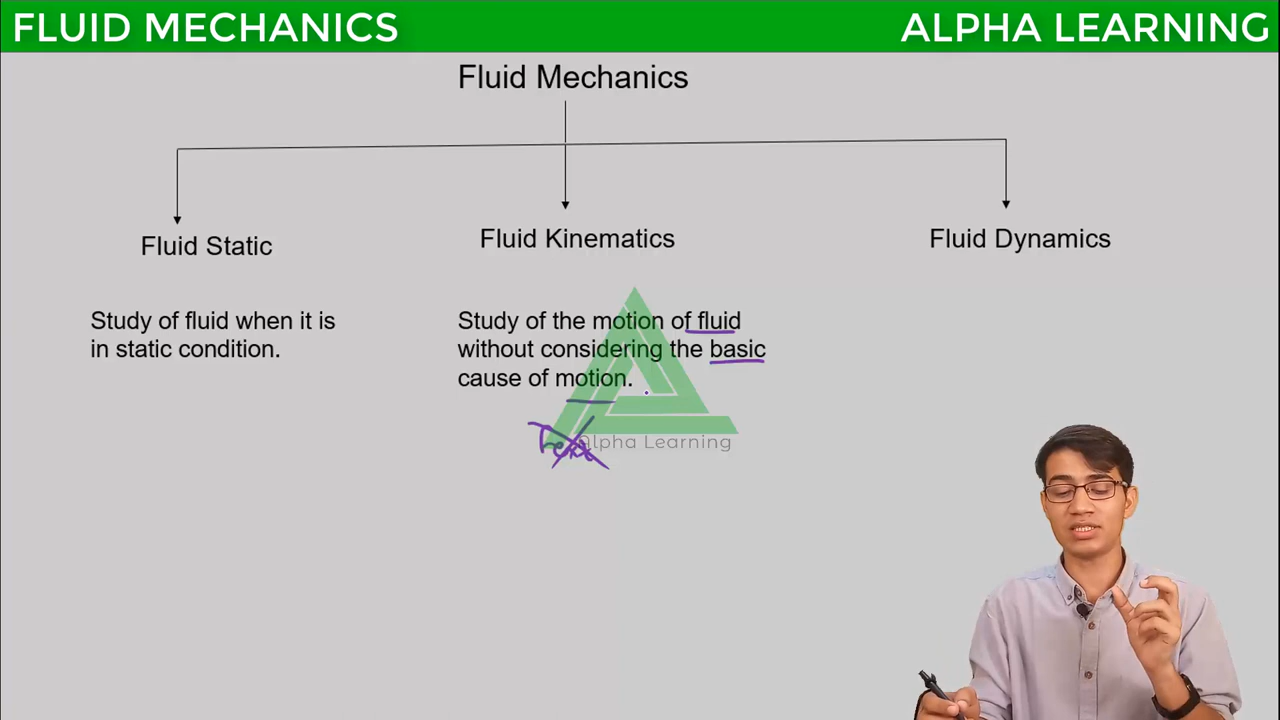 FLUID MECHANICS
ALPHA LEARNING
Fluid Mechanics
Fluid Static
Fluid Kinematics
Fluid Dynamics
Study of fluid when it is
in static condition.
Study of the motion of fluid
without considering the basic
cause of motion.
Alpha Learning